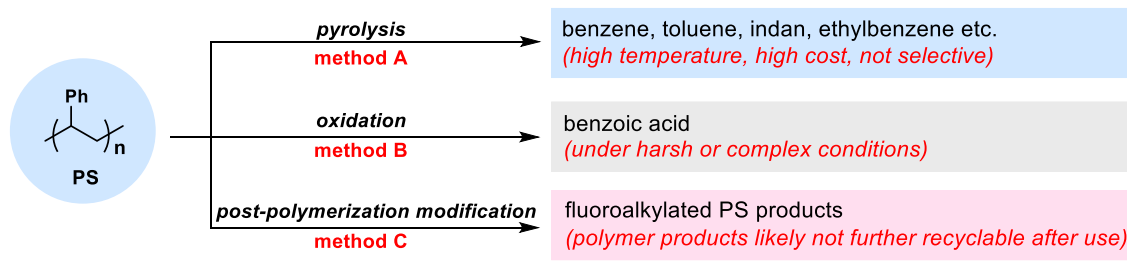 Ph
n
PS
pyrolysis
method A
benzene, toluene, indan, ethylbenzene etc.
(high temperature, high cost, not selective)
oxidation
method B
benzoic acid
(under harsh or complex conditions)
post-polymerization modification
method C
fluoroalkylated PS products
(polymer products likely not further recyclable after use)